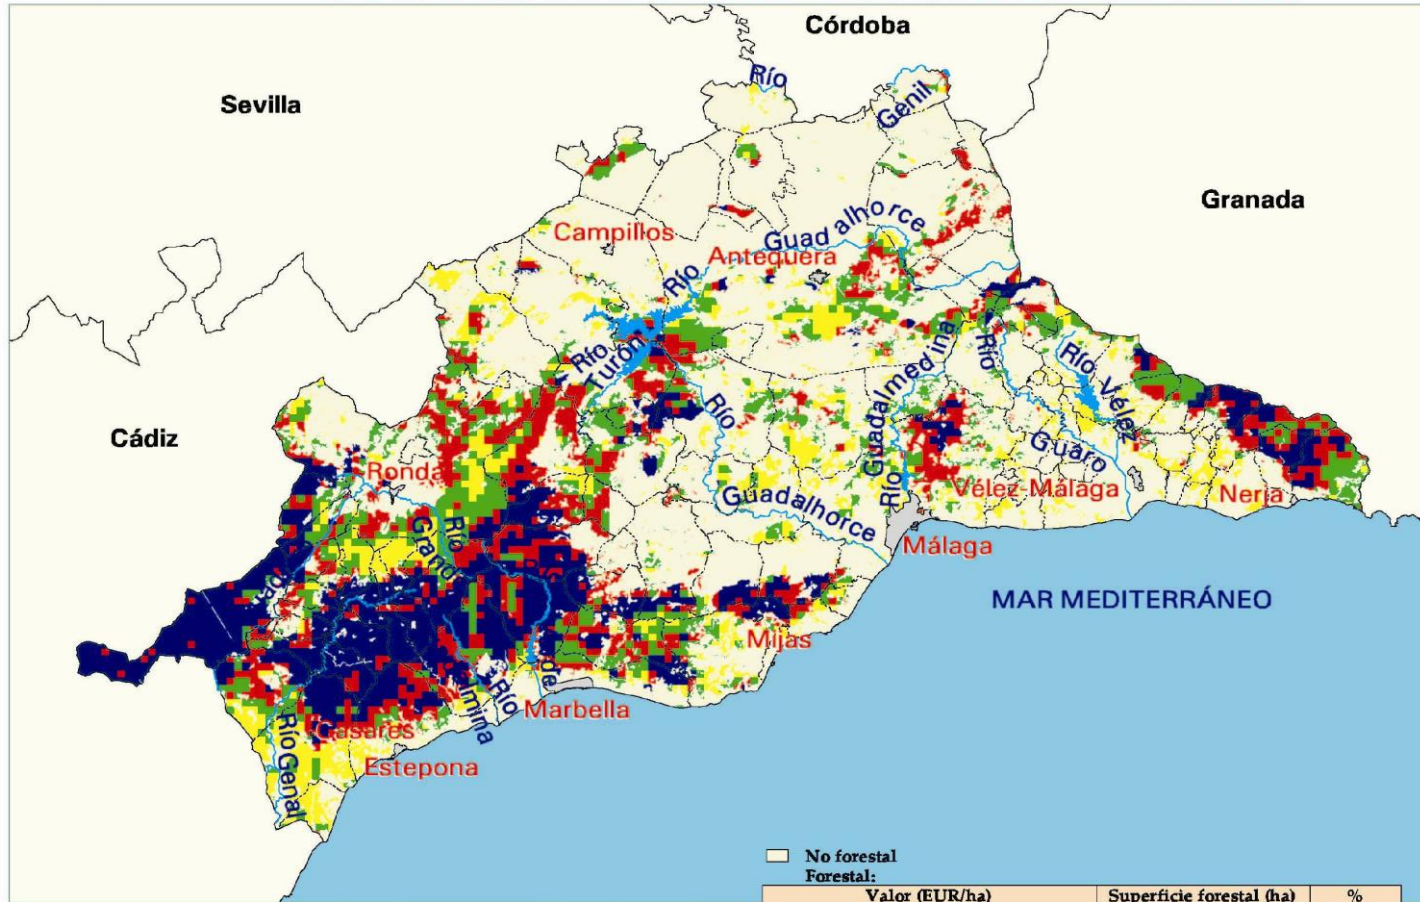 Córdoba
Río
Sevilla
Genil
Granada
Guadalhorce
Campillos
Antequera
Río
Río
Turón
Guadalmedina
Río
Río Vélez
Cádiz
Río
Guaro
Ronda
Río
Vélez-Málaga
Nerja
Guadalhorce
Río
Grande
Málaga
MAR MEDITERRÁNEO
Mijas
de
Río
Marbella
Casares
Río Genal
Estepona
No forestal
Forestal:
Valor (EUR/ha) Superficie forestal (ha) %